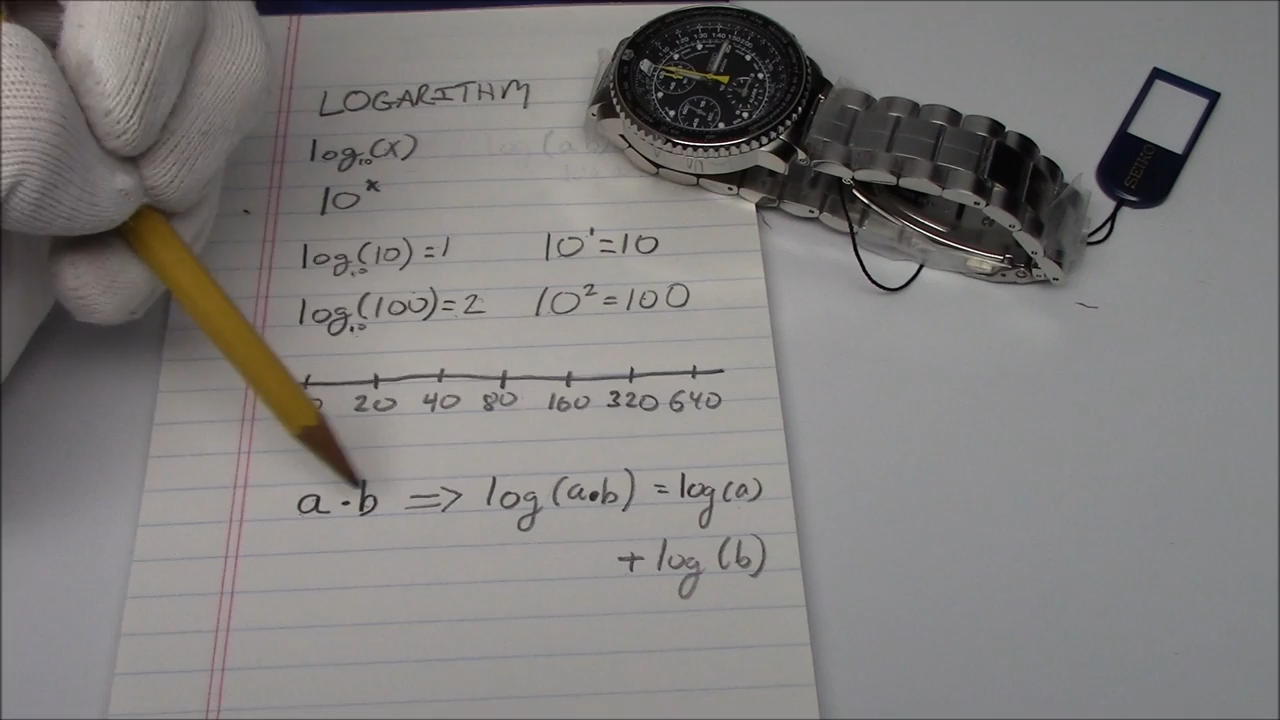 LOGARITHM
log₁₀(x)
10ˣ
log₁₀(10)=1 10¹=10
log₁₀(100)=2 10²=100
20 40 80 160 320 640
a·b => log(a·b) = log(a)
+ log(b)
SEIKO